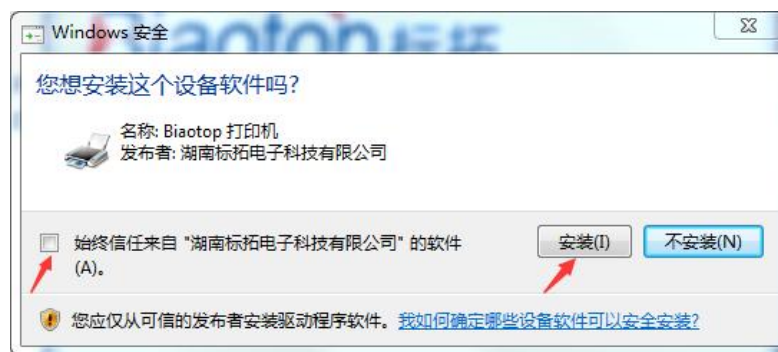 Biaotop 标拓
Windows 安全
您想安装这个设备软件吗?
名称: Biaotop 打印机
发布者: 湖南标拓电子科技有限公司
始终信任来自 "湖南标拓电子科技有限公司" 的软件
(A)。
安装(I)
不安装(N)
您应仅从可信的发布者安装驱动程序软件。我如何确定哪些设备软件可以安全安装?